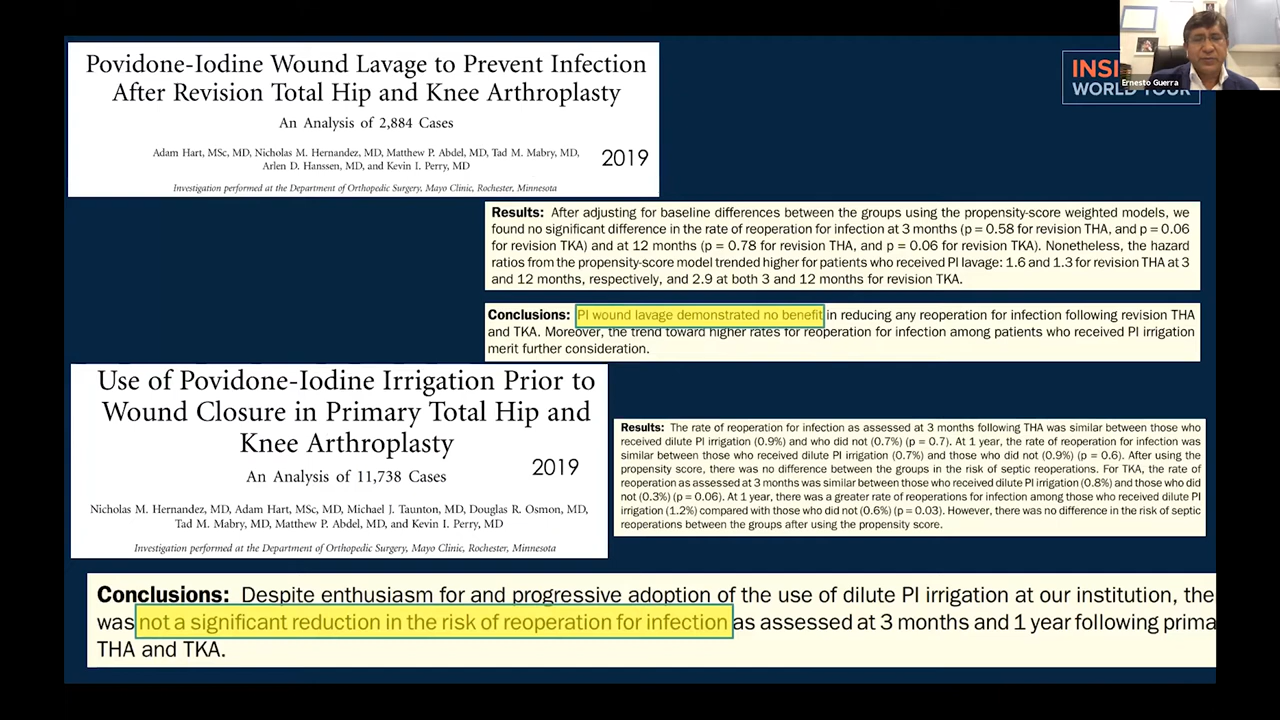 Povidone-Iodine Wound Lavage to Prevent Infection
After Revision Total Hip and Knee Arthroplasty
An Analysis of 2,884 Cases
Adam Hart, MSc, MD, Nicholas M. Hernandez, MD, Matthew P. Abdel, MD, Tad M. Mabry, MD,
Arlen D. Hanssen, MD, and Kevin I. Perry, MD
2019
Investigation performed at the Department of Orthopedic Surgery, Mayo Clinic, Rochester, Minnesota
INSI
WORLD TOUR
Ernesto Guerra
Results: After adjusting for baseline differences between the groups using the propensity-score weighted models, we
found no significant difference in the rate of reoperation for infection at 3 months (p = 0.58 for revision THA, and p = 0.06
for revision TKA) and at 12 months (p = 0.78 for revision THA, and p = 0.06 for revision TKA). Nonetheless, the hazard
ratios from the propensity-score model trended higher for patients who received PI lavage: 1.6 and 1.3 for revision THA at 3
and 12 months, respectively, and 2.9 at both 3 and 12 months for revision TKA.
Conclusions: PI wound lavage demonstrated no benefit in reducing any reoperation for infection following revision THA
and TKA. Moreover, the trend toward higher rates for reoperation for infection among patients who received PI irrigation
merit further consideration.
Use of Povidone-Iodine Irrigation Prior to
Wound Closure in Primary Total Hip and
Knee Arthroplasty
An Analysis of 11,738 Cases
2019
Nicholas M. Hernandez, MD, Adam Hart, MSc, MD, Michael J. Taunton, MD, Douglas R. Osmon, MD,
Tad M. Mabry, MD, Matthew P. Abdel, MD, and Kevin I. Perry, MD
Investigation performed at the Department of Orthopedic Surgery, Mayo Clinic, Rochester, Minnesota
Results: The rate of reoperation for infection as assessed at 3 months following THA was similar between those who
received dilute PI irrigation (0.9%) and who did not (0.7%) (p = 0.7). At 1 year, the rate of reoperation for infection was
similar between those who received dilute PI irrigation (0.7%) and those who did not (0.9%) (p = 0.6). After using the
propensity score, there was no difference between the groups in the risk of septic reoperations. For TKA, the rate of
reoperation as assessed at 3 months was similar between those who received dilute PI irrigation (0.8%) and those who did
not (0.3%) (p = 0.06). At 1 year, there was a greater rate of reoperations for infection among those who received dilute PI
irrigation (1.2%) compared with those who did not (0.6%) (p = 0.03). However, there was no difference in the risk of septic
reoperations between the groups after using the propensity score.
Conclusions: Despite enthusiasm for and progressive adoption of the use of dilute PI irrigation at our institution, the
was not a significant reduction in the risk of reoperation for infection as assessed at 3 months and 1 year following prima
THA and TKA.